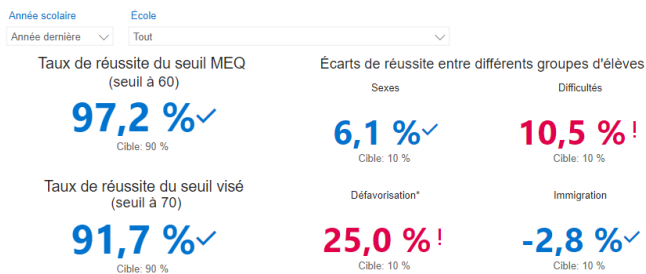 Année scolaire
École
Année dernière
Tout
Taux de réussite du seuil MEQ
(seuil à 60)
97,2 %
Cible: 90 %
Taux de réussite du seuil visé
(seuil à 70)
91,7 %
Cible: 90 %
Écarts de réussite entre différents groupes d'élèves
Sexes
6,1 %
Cible: 10 %
Difficultés
10,5 % !
Cible: 10 %
Défavorisation*
25,0 % !
Cible: 10 %
Immigration
-2,8 %
Cible: 10 %